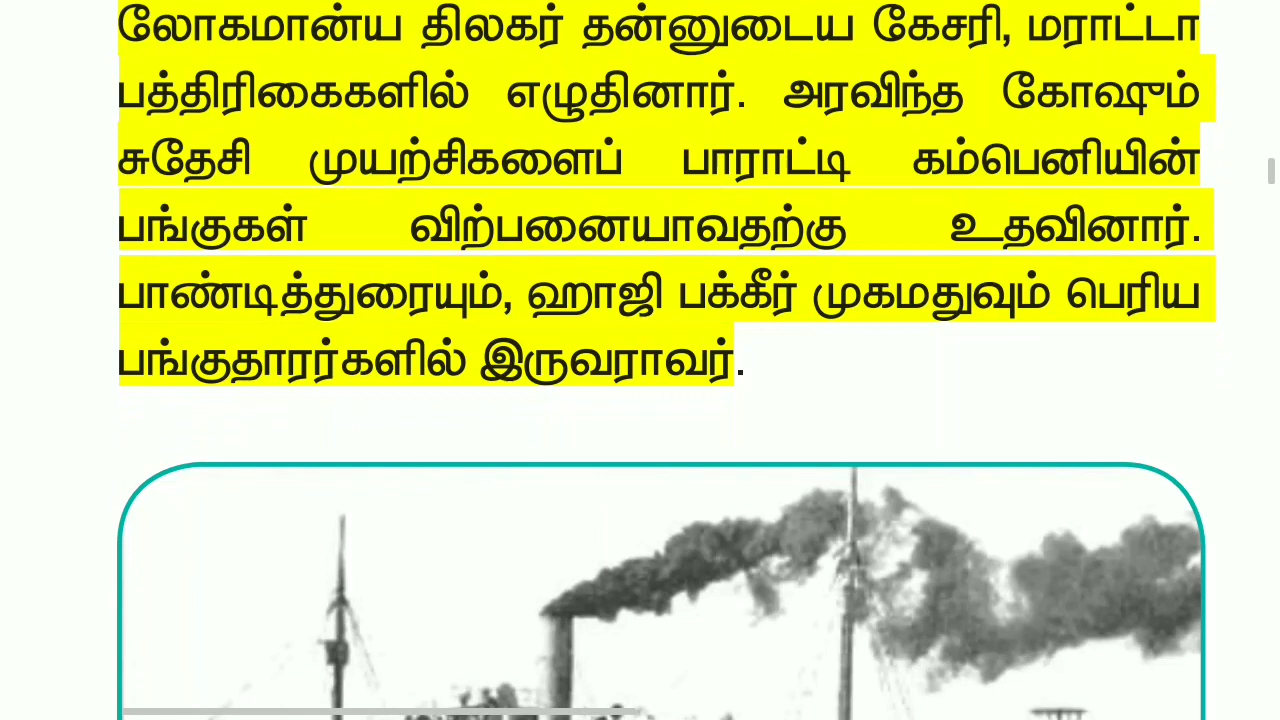 லோகமான்ய திலகர் தன்னுடைய கேசரி, மராட்டா
பத்திரிகைகளில் எழுதினார். அரவிந்த கோஷும்
சுதேசி முயற்சிகளைப் பாராட்டி கம்பெனியின்
பங்குகள் விற்பனையாவதற்கு உதவினார்.
பாண்டித்துரையும், ஹாஜி பக்கீர் முகமதுவும் பெரிய
பங்குதாரர்களில் இருவராவர்.